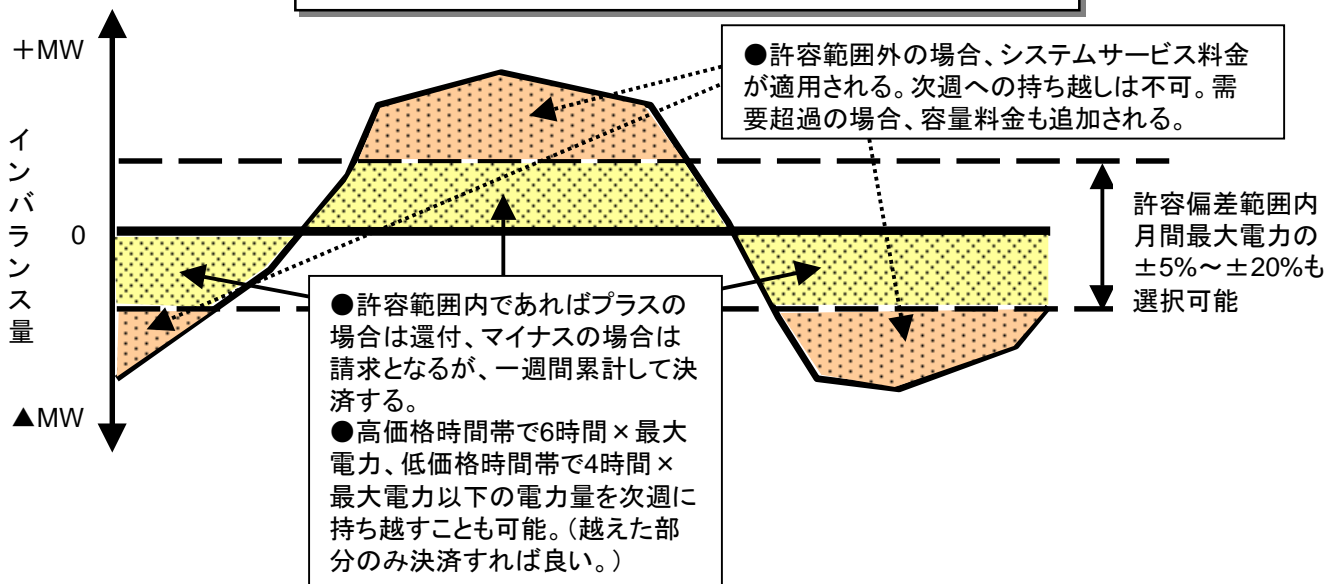 ＋MW
●許容範囲外の場合、システムサービス料金
が適用される。次週への持ち越しは不可。需
要超過の場合、容量料金も追加される。
インバランス量
0
▲MW
許容偏差範囲内
月間最大電力の
±5%～±20%も
選択可能
●許容範囲内であればプラスの
場合は還付、マイナスの場合は
請求となるが、一週間累計して決
済する。
●高価格時間帯で6時間×最大
電力、低価格時間帯で4時間×
最大電力以下の電力量を次週に
持ち越すことも可能。（越えた部
分のみ決済すれば良い。）